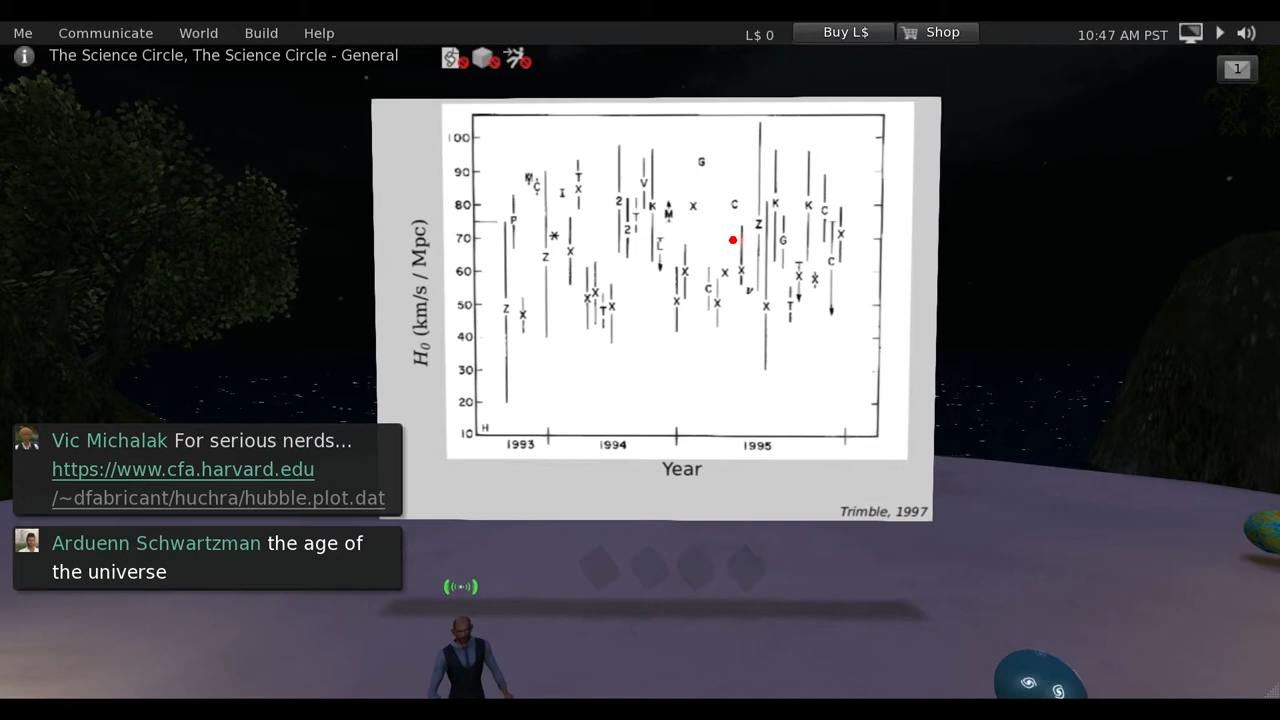 Me Communicate World Build Help L$ 0 Buy L$ Shop 10:47 AM PST
The Science Circle, The Science Circle - General
1
100
90
80
70
60
50
40
30
20
10
H₀ (km/s / Mpc)
H
1993 1994 1995
Year
Trimble, 1997
Vic Michalak For serious nerds...
https://www.cfa.harvard.edu
/~dfabricant/huchra/hubble.plot.dat
Arduenn Schwartzman the age of
the universe